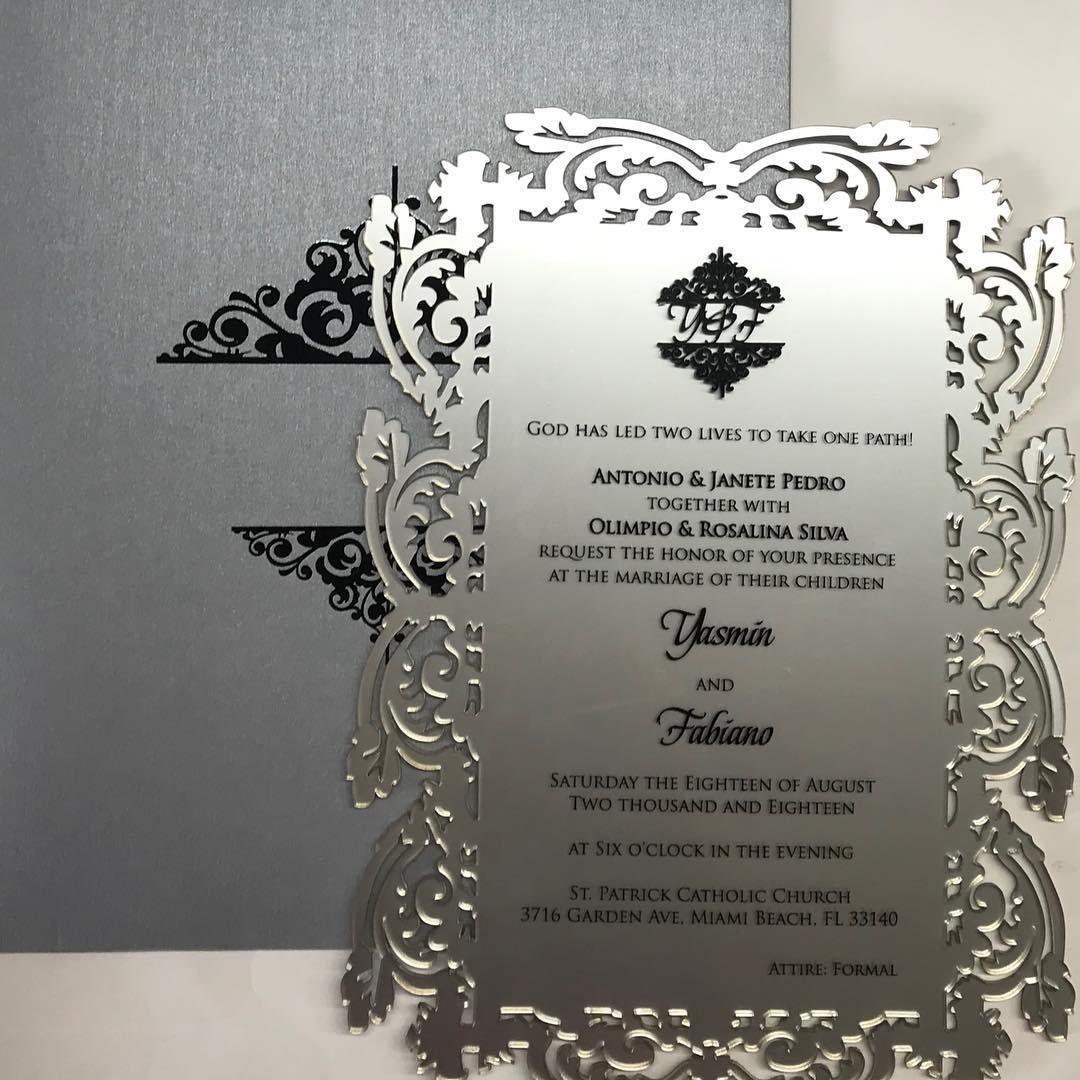 Y & F
GOD HAS LED TWO LIVES TO TAKE ONE PATH!
ANTONIO & JANETE PEDRO
TOGETHER WITH
OLIMPIO & ROSALINA SILVA
REQUEST THE HONOR OF YOUR PRESENCE
AT THE MARRIAGE OF THEIR CHILDREN
Yasmin
AND
Fabiano
SATURDAY THE EIGHTEEN OF AUGUST
TWO THOUSAND AND EIGHTEEN
AT SIX O'CLOCK IN THE EVENING
ST. PATRICK CATHOLIC CHURCH
3716 GARDEN AVE, MIAMI BEACH, FL 33140
ATTIRE: FORMAL